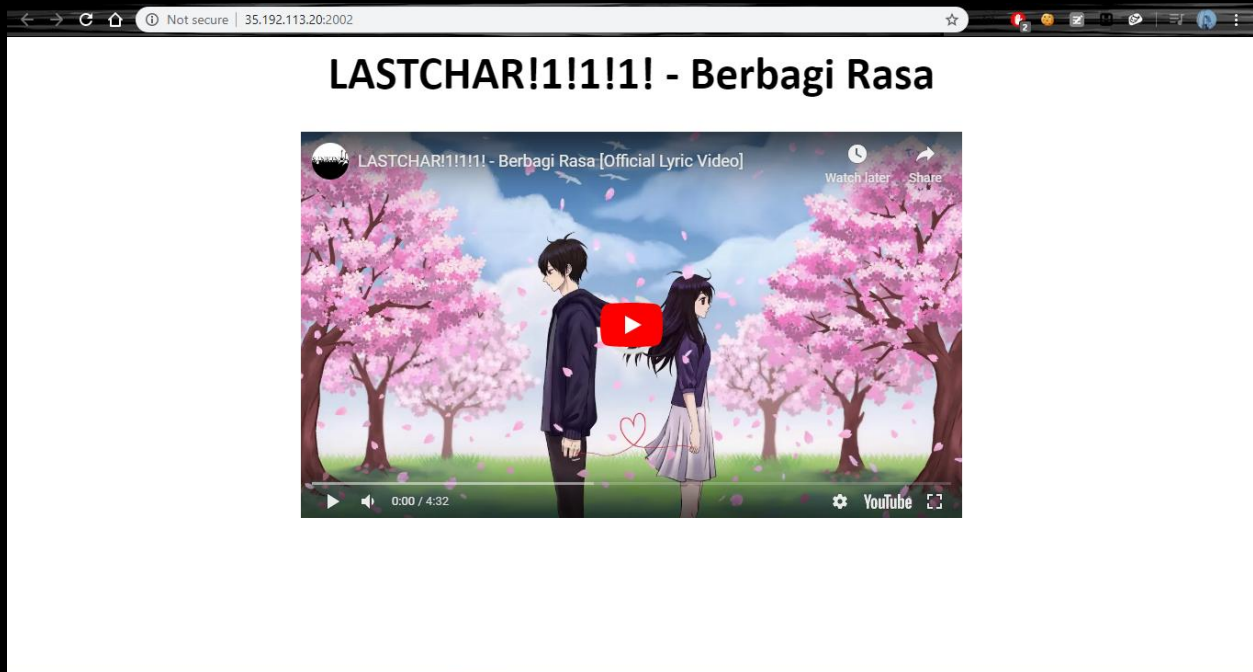 Not secure | 35.192.113.20:2002
2
LASTCHAR!1!1!1! - Berbagi Rasa
LASTCHAR!1!1!1! - Berbagi Rasa [Official Lyric Video]
Watch later Share
0:00 / 4:32 YouTube